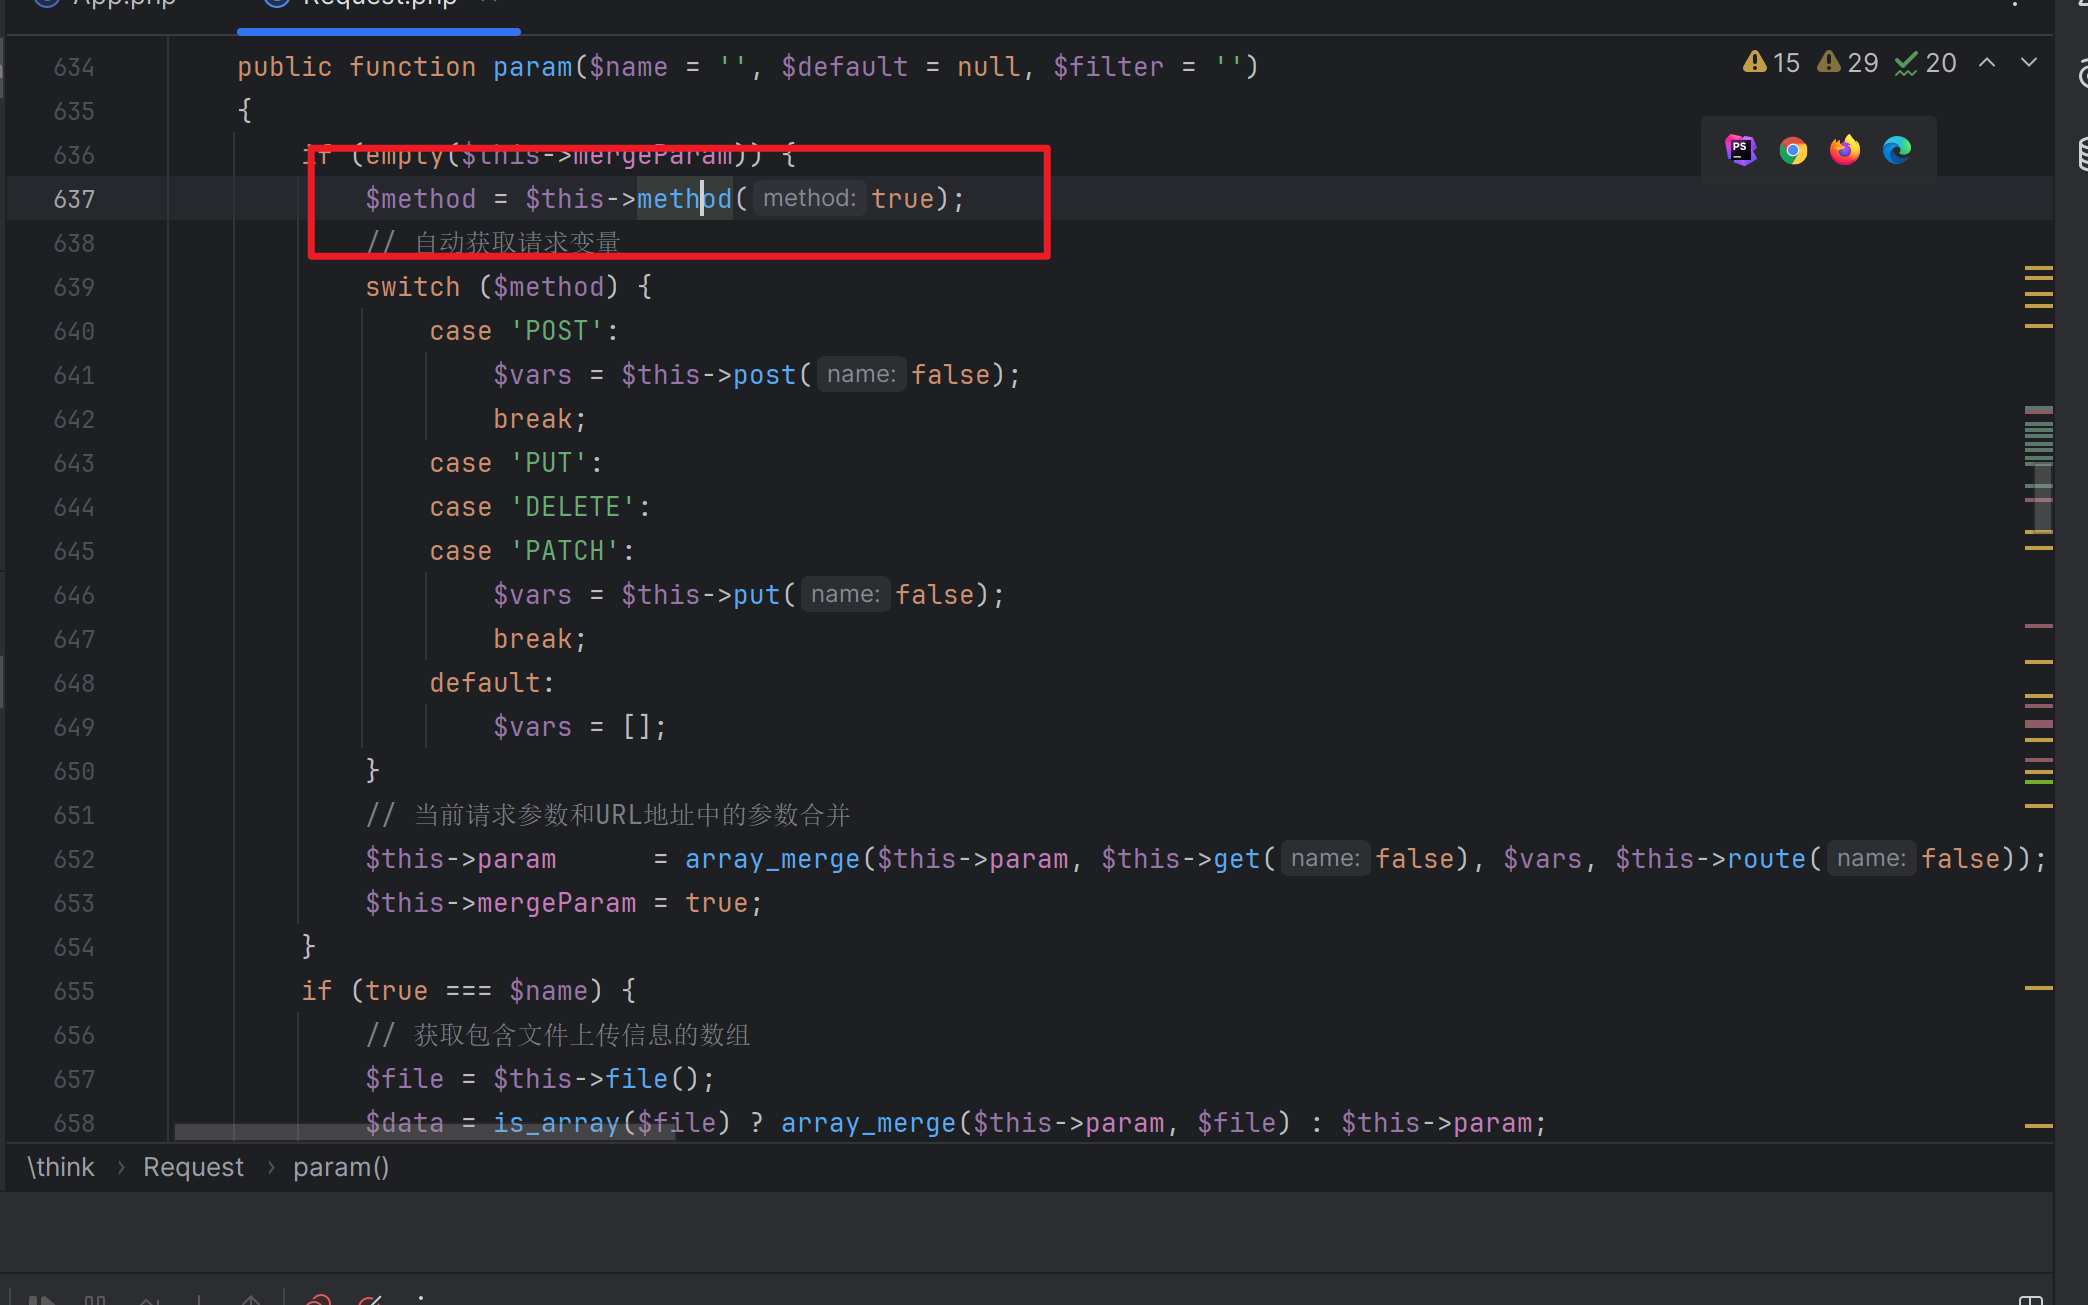 App.php Request.php
15 29 20
634 public function param($name = '', $default = null, $filter = '')
635 {
636 if (empty($this->mergeParam)) {
637 $method = $this->method( method: true);
638 // 自动获取请求变量
639 switch ($method) {
640 case 'POST':
641 $vars = $this->post( name: false);
642 break;
643 case 'PUT':
644 case 'DELETE':
645 case 'PATCH':
646 $vars = $this->put( name: false);
647 break;
648 default:
649 $vars = [];
650 }
651 // 当前请求参数和URL地址中的参数合并
652 $this->param = array_merge($this->param, $this->get( name: false), $vars, $this->route( name: false));
653 $this->mergeParam = true;
654 }
655 if (true === $name) {
656 // 获取包含文件上传信息的数组
657 $file = $this->file();
658 $data = is_array($file) ? array_merge($this->param, $file) : $this->param;
\think › Request › param()